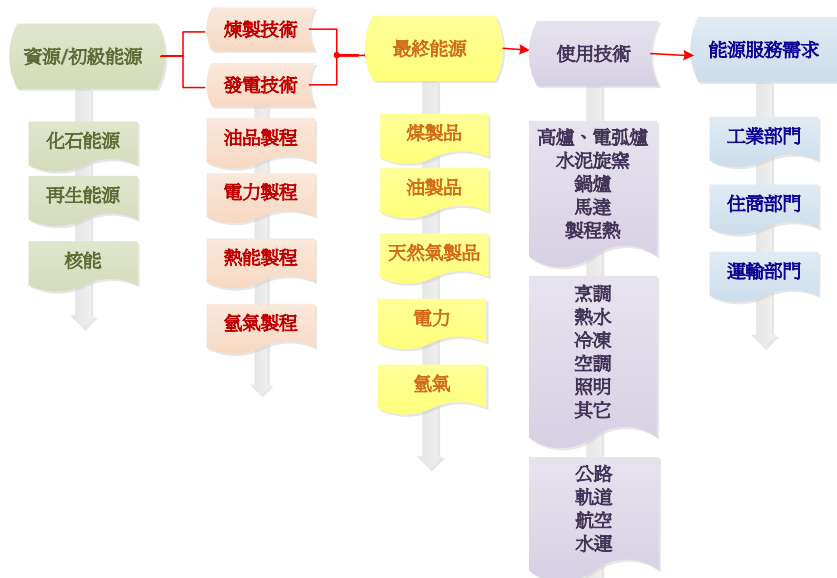 資源/初級能源
化石能源
再生能源
核能
煉製技術
發電技術
油品製程
電力製程
熱能製程
氫氣製程
最終能源
煤製品
油製品
天然氣製品
電力
氫氣
使用技術
高爐、電弧爐
水泥旋窯
鍋爐
馬達
製程熱
烹調
熱水
冷凍
空調
照明
其它
公路
軌道
航空
水運
能源服務需求
工業部門
住商部門
運輸部門